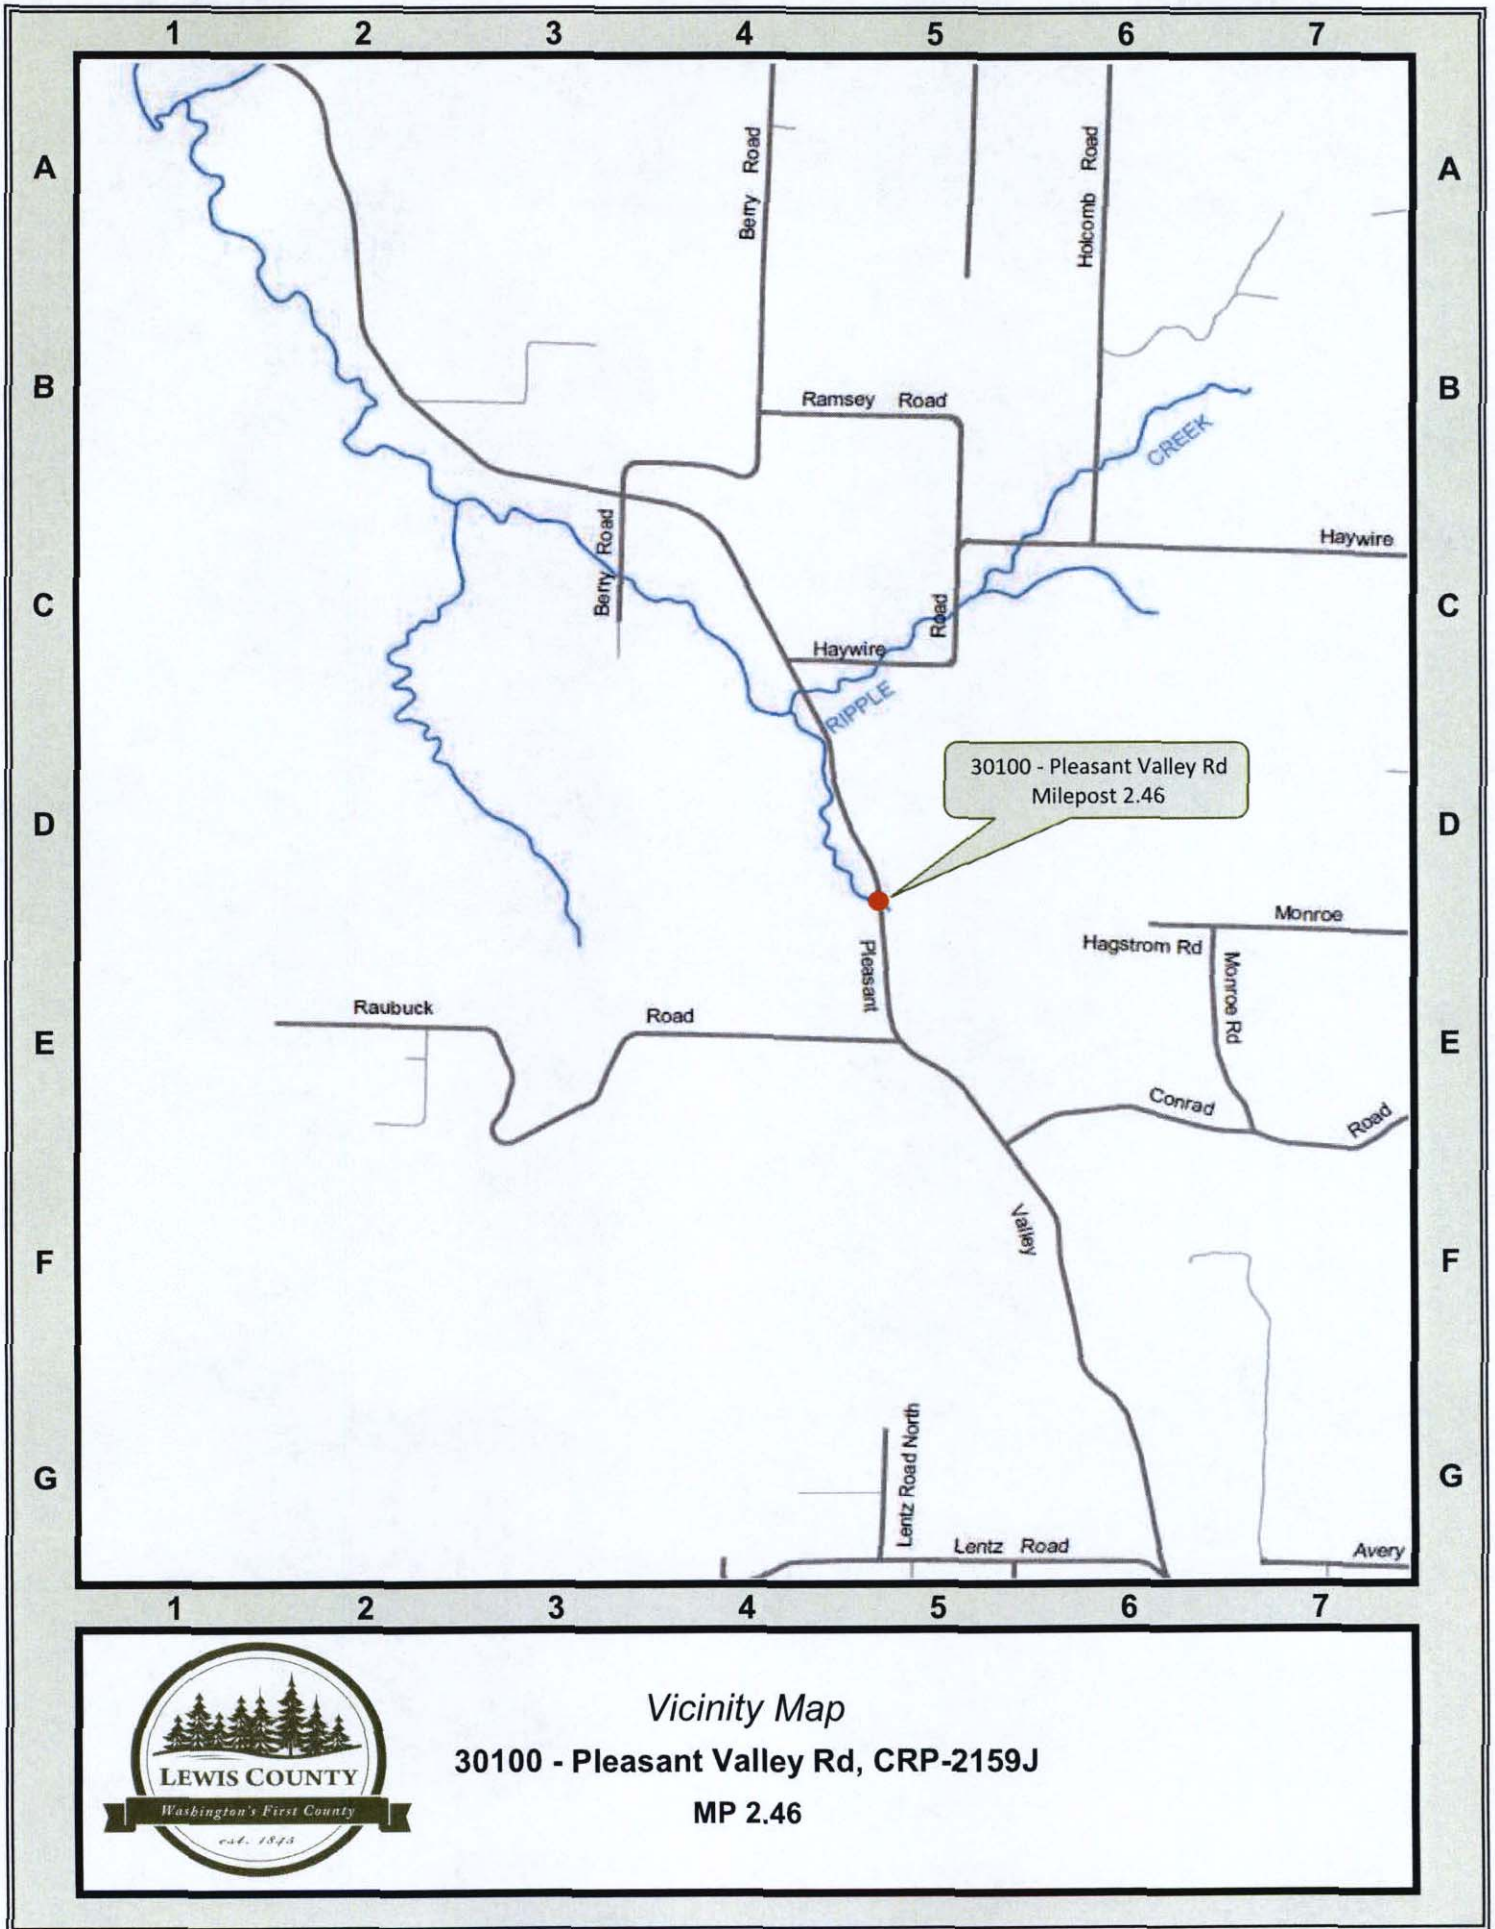 1 2 3 4 5 6 7
A A
Berry Road
Holcomb Road
B B
Ramsey Road
CREEK
Berry Road
Haywire
C C
Road
Haywire
RIPPLE
30100 - Pleasant Valley Rd
Milepost 2.46
D D
Monroe
Hagstrom Rd
Monroe Rd
Pleasant
Raubuck Road
E E
Conrad Road
Valley
F F
Lentz Road North
G G
Lentz Road
Avery
1 2 3 4 5 6 7
LEWIS COUNTY
Washington's First County
est. 1845
Vicinity Map
30100 - Pleasant Valley Rd, CRP-2159J
MP 2.46